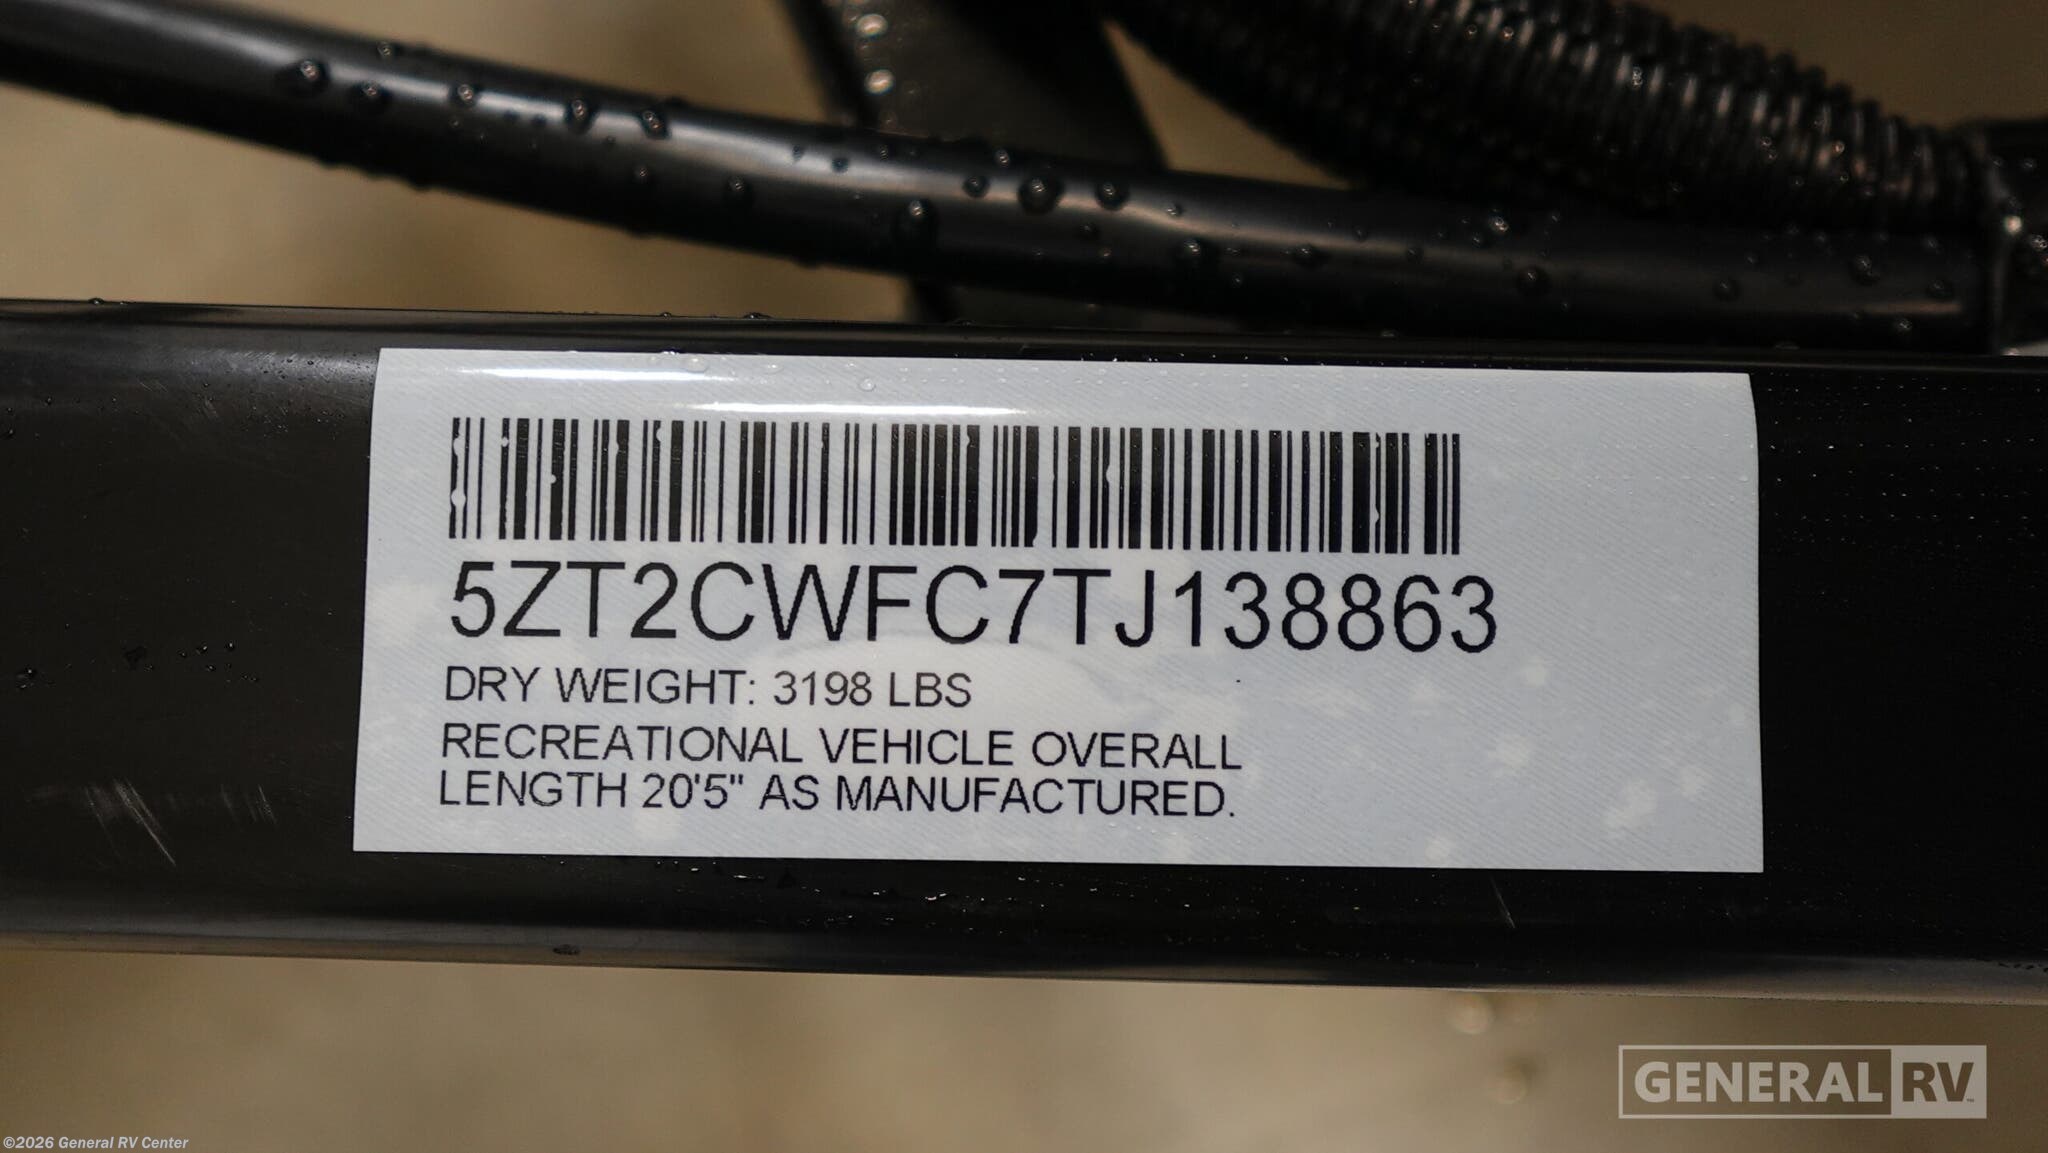 5ZT2CWFC7TJ138863
DRY WEIGHT: 3198 LBS
RECREATIONAL VEHICLE OVERALL
LENGTH 20'5" AS MANUFACTURED.
GENERAL RV
©2026 General RV Center